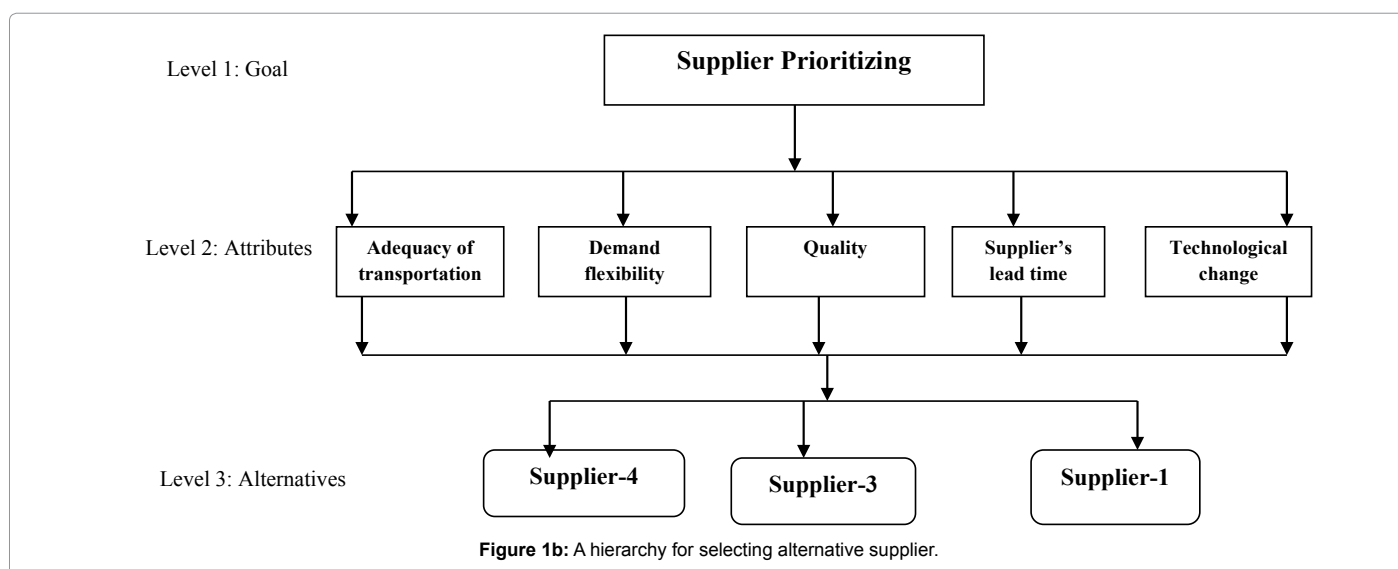 Level 1: Goal
Supplier Prioritizing
Level 2: Attributes
Adequacy of
transportation
Demand
flexibility
Quality
Supplier’s
lead time
Technological
change
Level 3: Alternatives
Supplier-4
Supplier-3
Supplier-1
Figure 1b: A hierarchy for selecting alternative supplier.